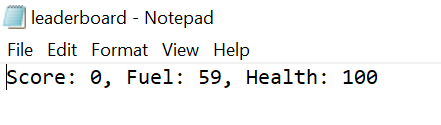 leaderboard - Notepad
File Edit Format View Help
Score: 0, Fuel: 59, Health: 100